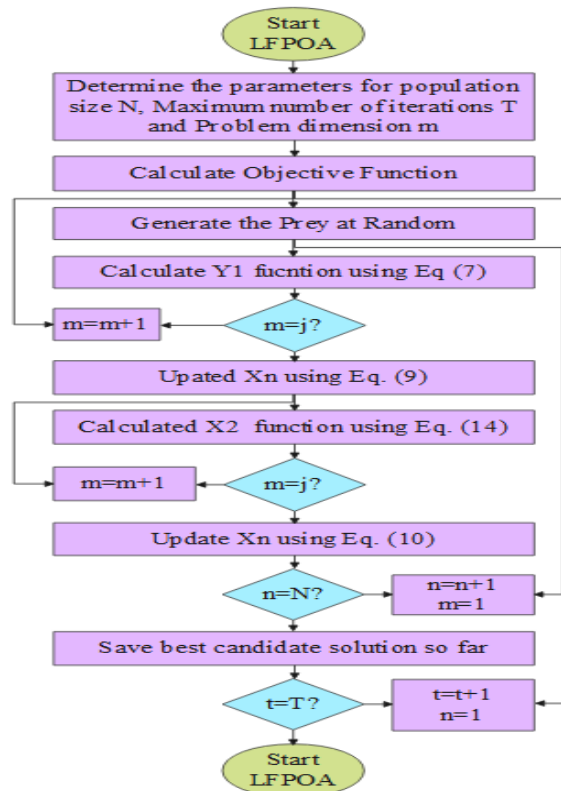 Start
LFPOA
Determine the parameters for population
size N, Maximum number of iterations T
and Problem dimension m
Calculate Objective Function
Generate the Prey at Random
Calculate Y1 fucntion using Eq (7)
m=m+1
m=j?
Upated Xn using Eq. (9)
Calculated X2 function using Eq. (14)
m=m+1
m=j?
Update Xn using Eq. (10)
n=N?
n=n+1
m=1
Save best candidate solution so far
t=T?
t=t+1
n=1
Start
LFPOA